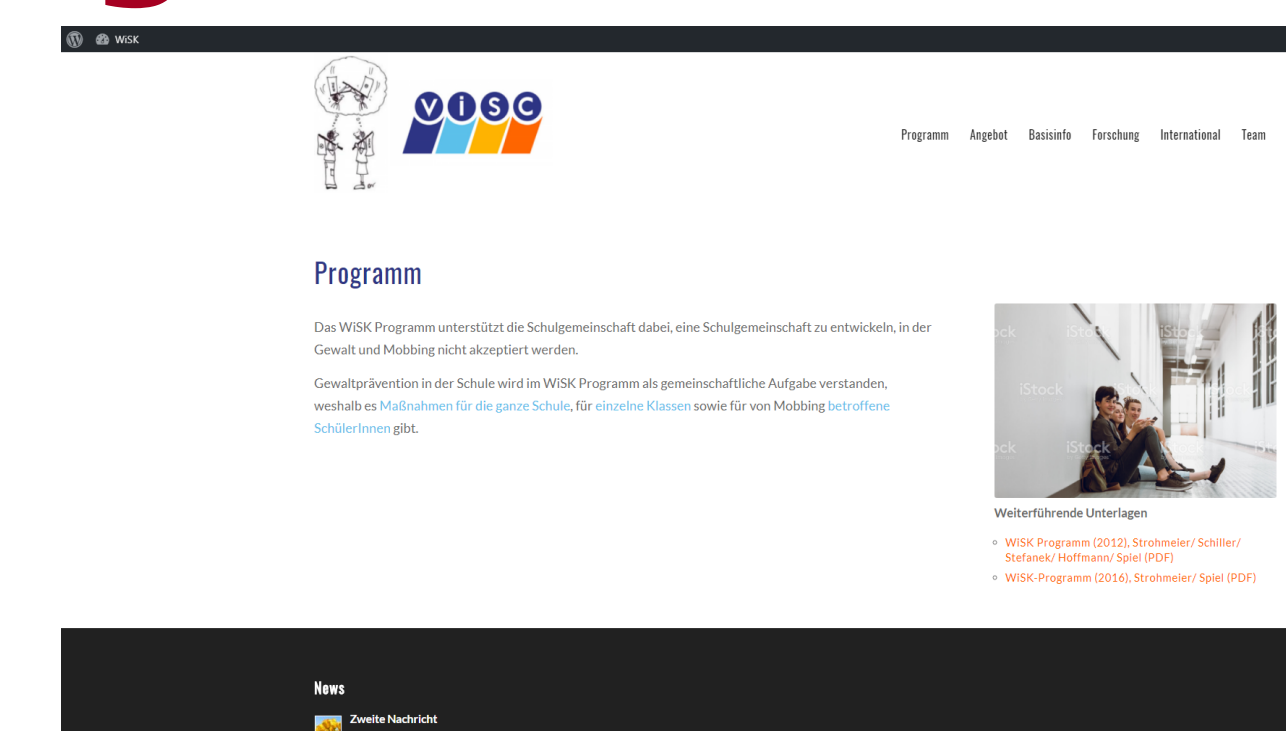 WiSK
visc
Programm Angebot Basisinfo Forschung International Team
Programm
Das WiSK Programm unterstützt die Schulgemeinschaft dabei, eine Schulgemeinschaft zu entwickeln, in der
Gewalt und Mobbing nicht akzeptiert werden.
Gewaltprävention in der Schule wird im WiSK Programm als gemeinschaftliche Aufgabe verstanden,
weshalb es Maßnahmen für die ganze Schule, für einzelne Klassen sowie für von Mobbing betroffene
SchülerInnen gibt.
iStock
iStock
iStock
Weiterführende Unterlagen
WiSK Programm (2012), Strohmeier/ Schiller/
Stefanek/ Hoffmann/ Spiel (PDF)
WiSK-Programm (2016), Strohmeier/ Spiel (PDF)
News
Zweite Nachricht